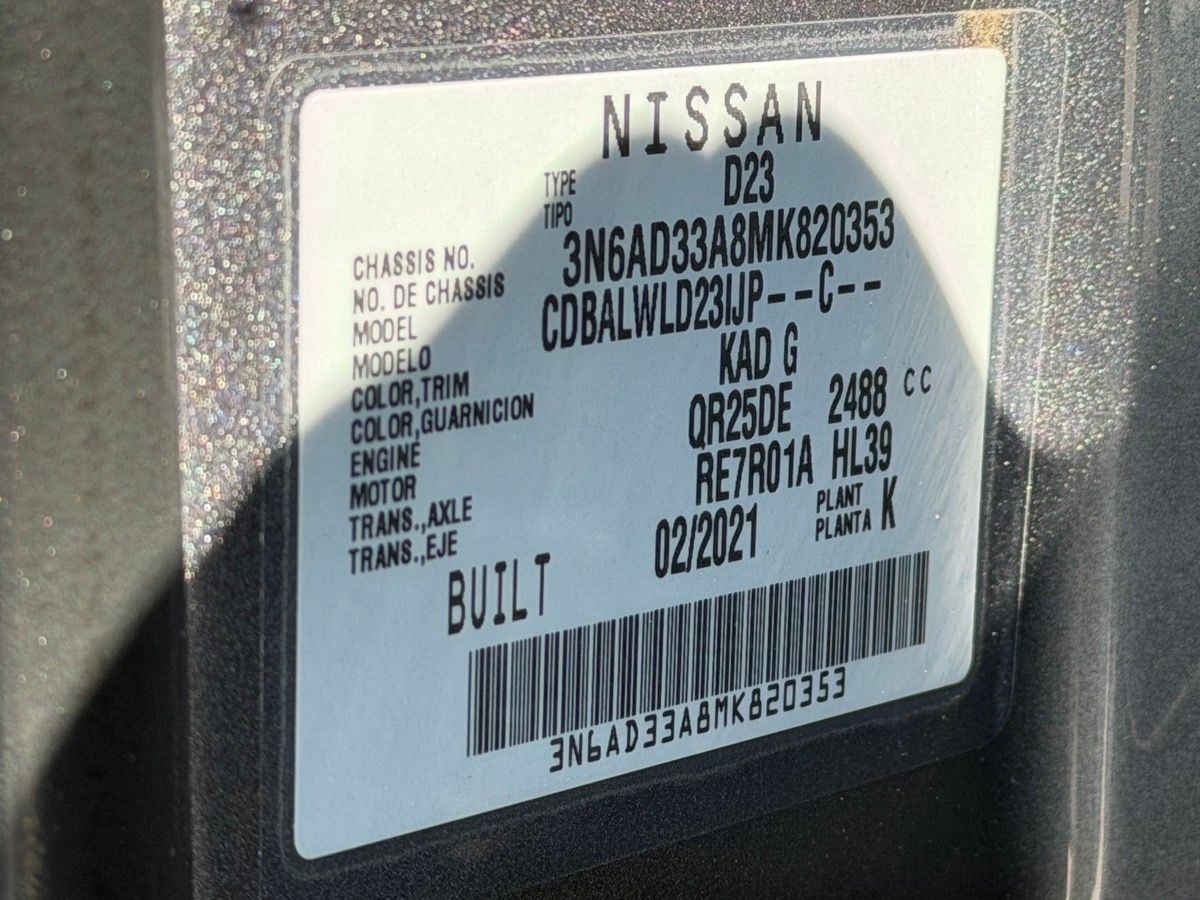 NISSAN
TYPE
TIPO D23
CHASSIS NO.
NO. DE CHASSIS 3N6AD33A8MK820353
MODEL
MODELO CDBALWLD23IJP--C--
COLOR,TRIM
COLOR,GUARNICION KAD G
ENGINE
MOTOR QR25DE 2488 CC
TRANS.,AXLE
TRANS.,EJE RE7R01A HL39
BUILT 02/2021 PLANT
PLANTA K
3N6AD33A8MK820353